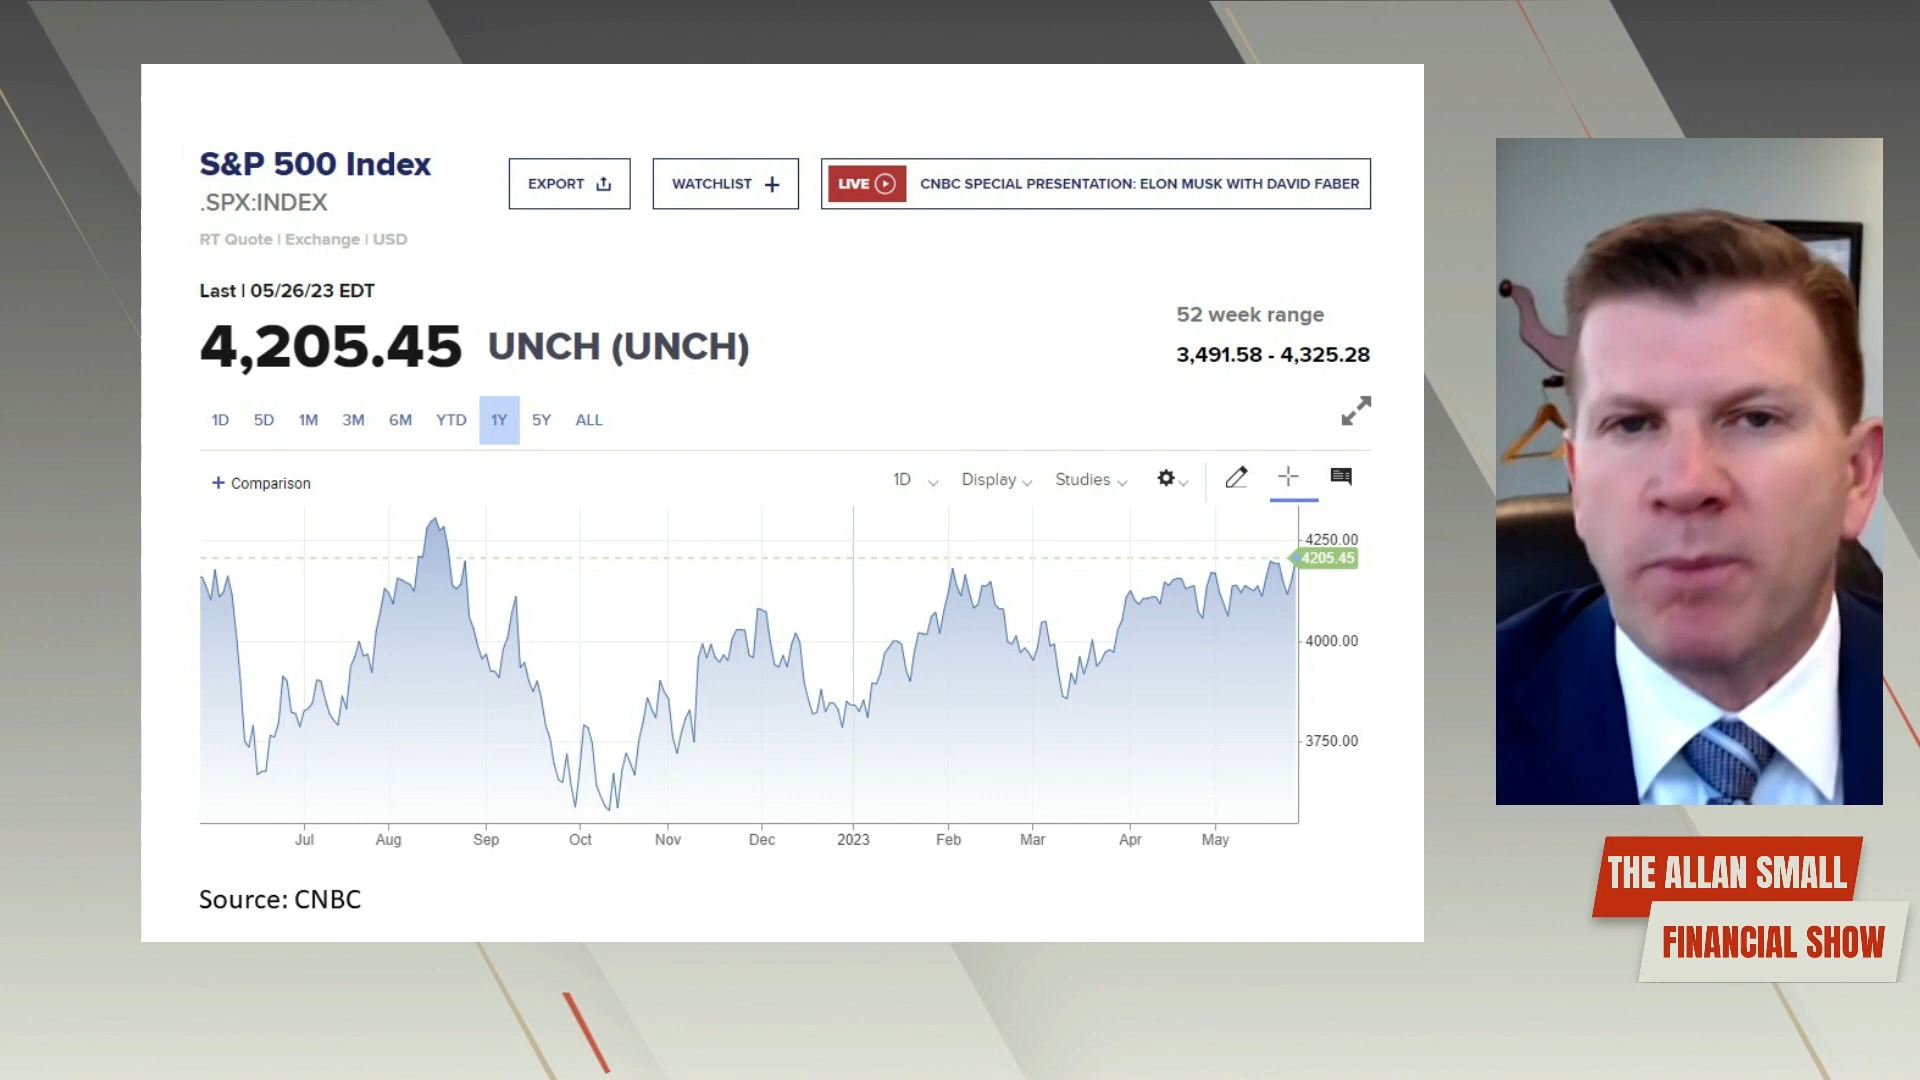 S&P 500 Index
.SPX:INDEX
RT Quote | Exchange | USD
EXPORT
WATCHLIST +
LIVE
CNBC SPECIAL PRESENTATION: ELON MUSK WITH DAVID FABER
Last | 05/26/23 EDT
4,205.45 UNCH (UNCH)
52 week range
3,491.58 - 4,325.28
1D 5D 1M 3M 6M YTD 1Y 5Y ALL
+ Comparison
1D Display Studies
4250.00
4205.45
4000.00
3750.00
Jul Aug Sep Oct Nov Dec 2023 Feb Mar Apr May
Source: CNBC
THE ALLAN SMALL
FINANCIAL SHOW